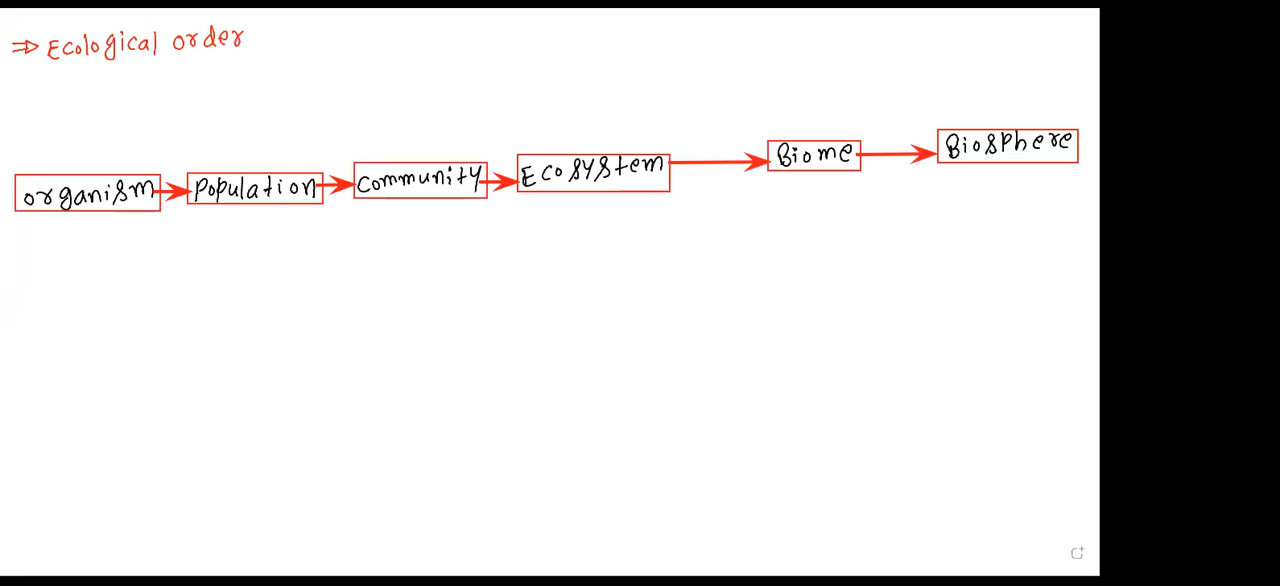 ⇒ Ecological order
organism → population → community → Ecosystem → Biome → Biosphere